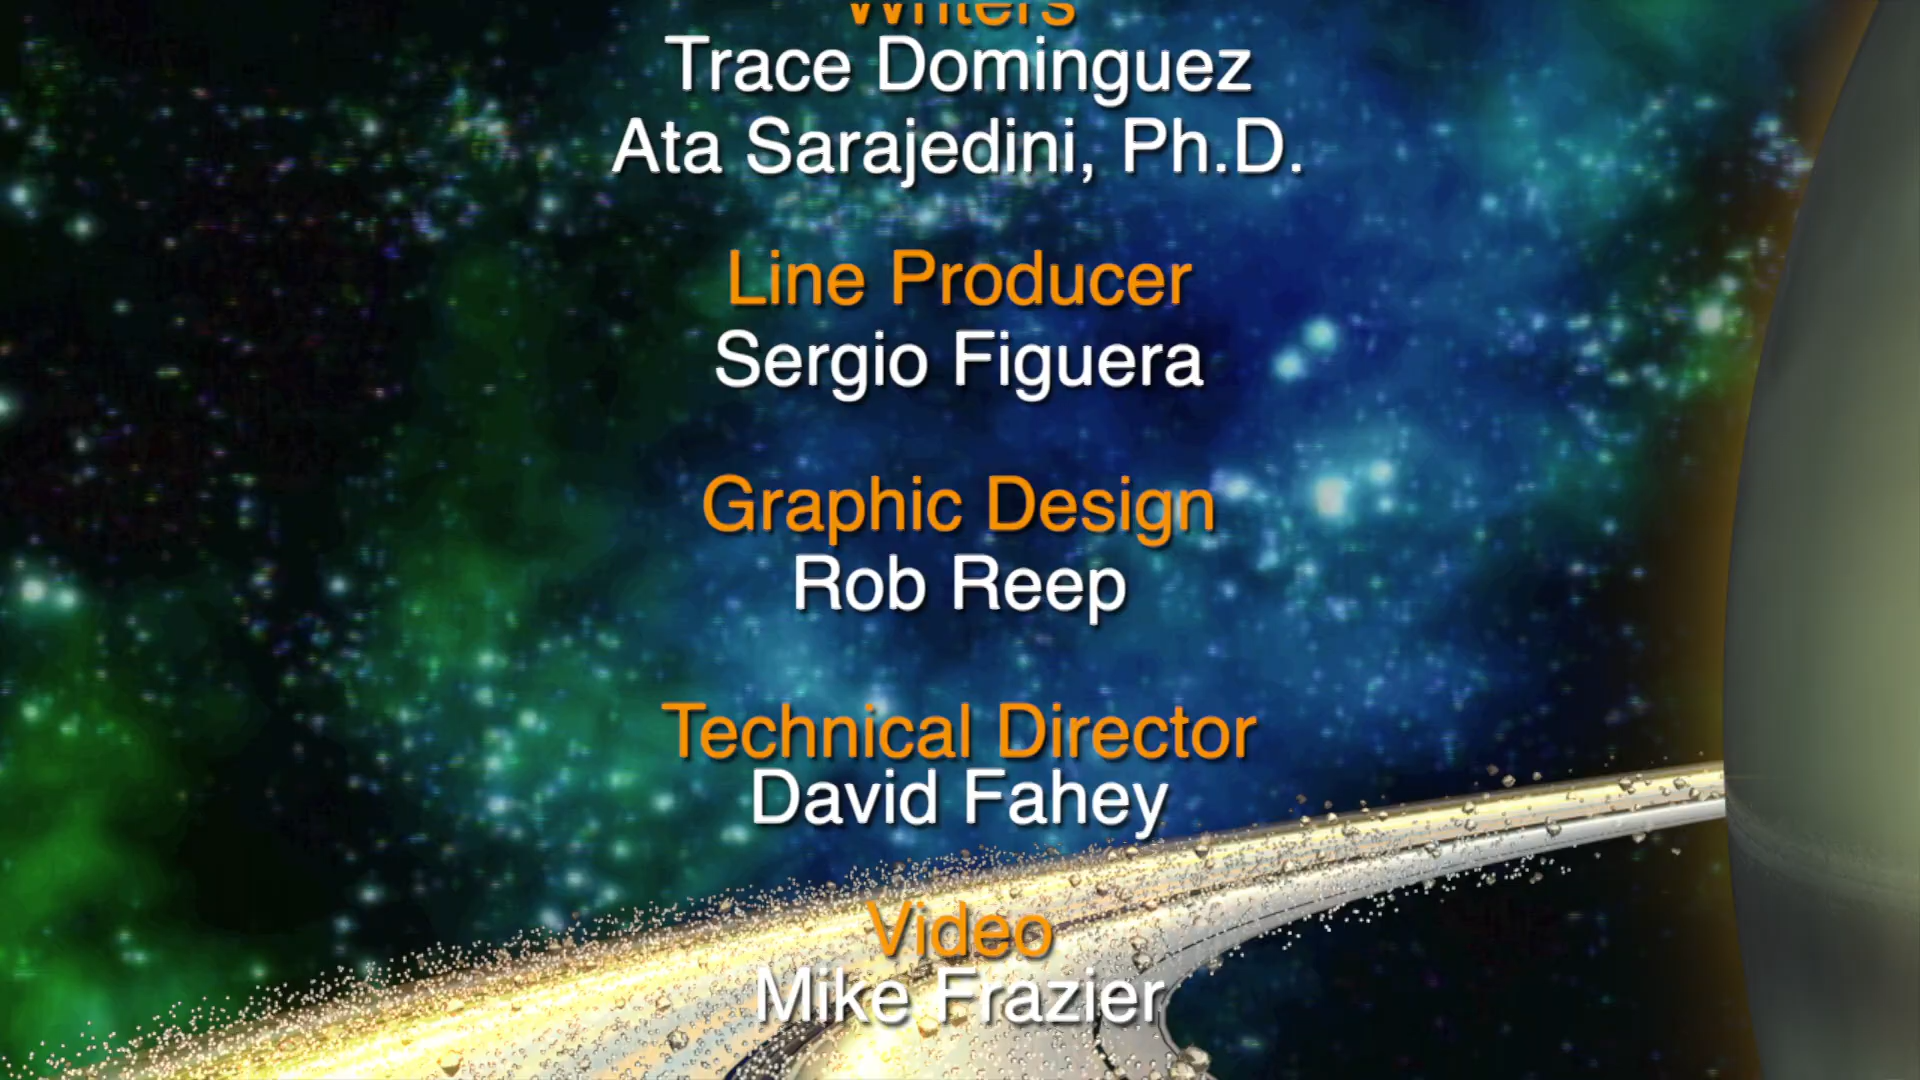 Writers
Trace Dominguez
Ata Sarajedini, Ph.D.
Line Producer
Sergio Figuera
Graphic Design
Rob Reep
Technical Director
David Fahey
Video
Mike Frazier